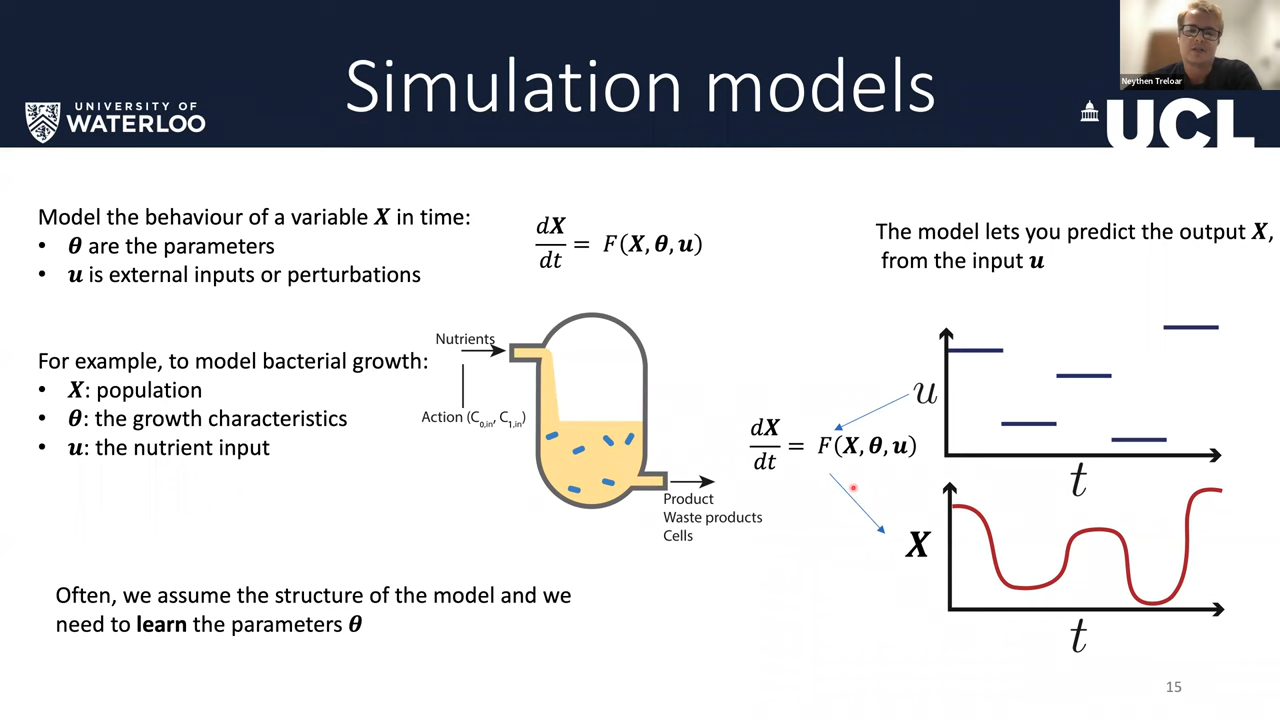 Simulation models
UNIVERSITY OF
WATERLOO
Neythen Treloar
UCL
Model the behaviour of a variable X in time:
• θ are the parameters
• u is external inputs or perturbations
dX/dt = F(X, θ, u)
The model lets you predict the output X,
from the input u
For example, to model bacterial growth:
• X: population
• θ: the growth characteristics
• u: the nutrient input
Nutrients
Action (C0,in, C1,in)
Product
Waste products
Cells
dX/dt = F(X, θ, u)
u
t
X
t
Often, we assume the structure of the model and we
need to learn the parameters θ
15